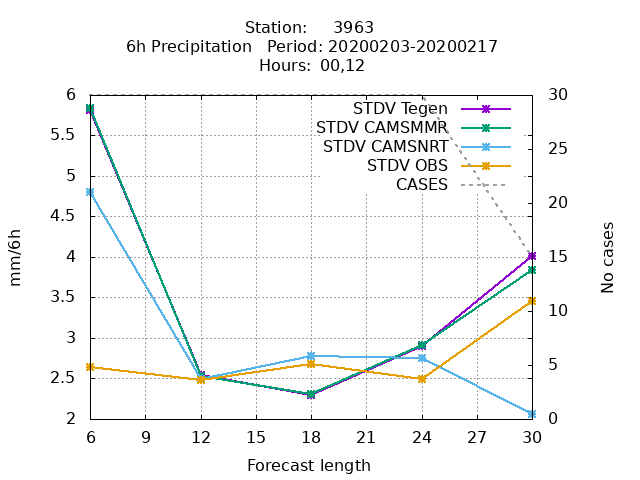 Station: 3963
6h Precipitation Period: 20200203-20200217
Hours: 00,12
6 30
STDV Tegen
STDV CAMSMMR
5.5 25
STDV CAMSNRT
STDV OBS
5 CASES
4.5 20
4 15
3.5
3 10
2.5 5
2 0
mm/6h
No cases
6 9 12 15 18 21 24 27 30
Forecast length